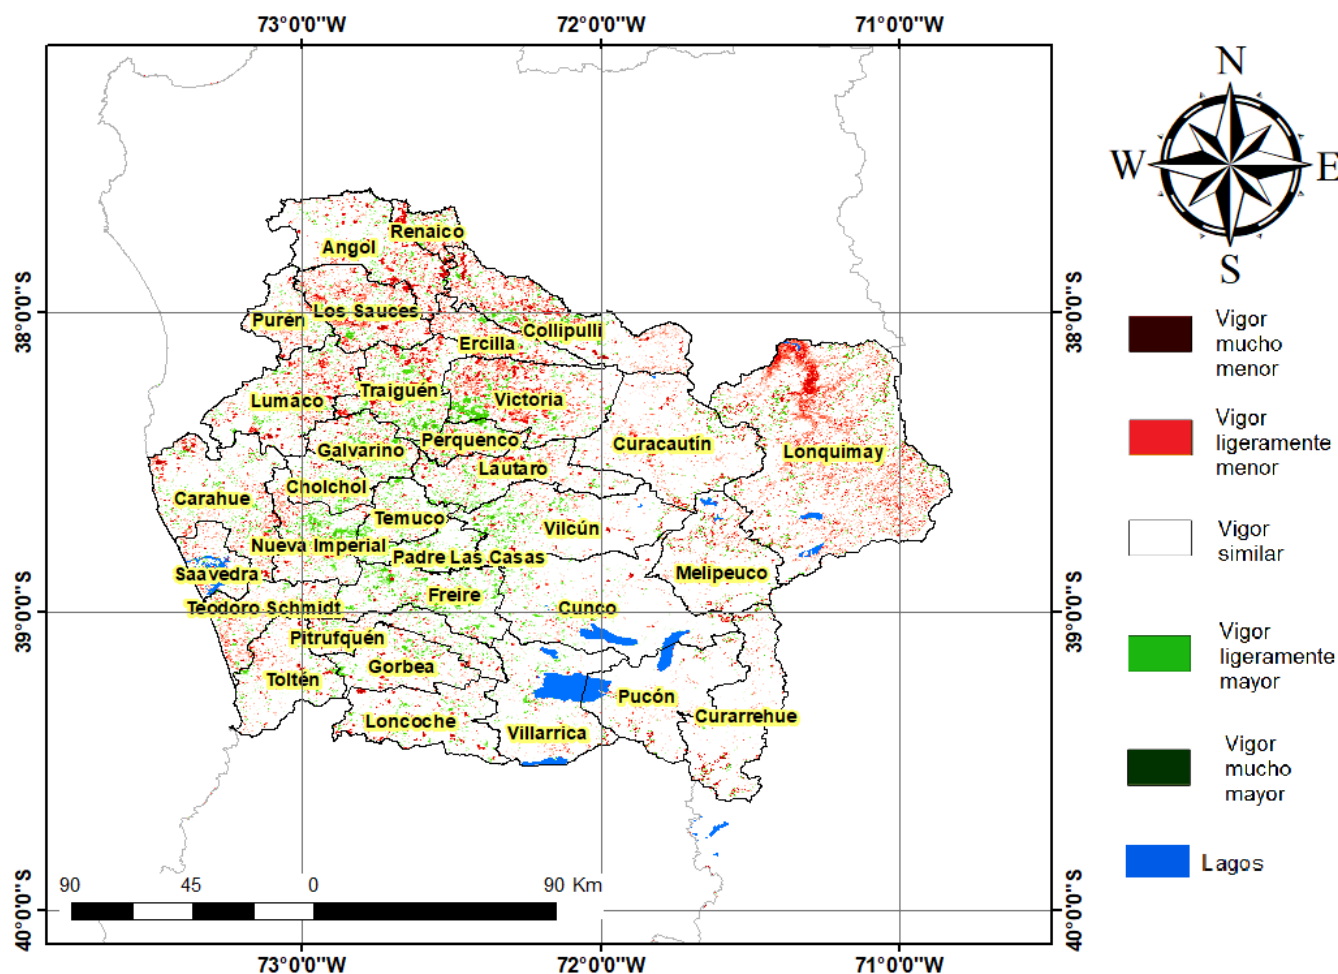 73°0'0"W
72°0'0"W
71°0'0"W
N
W
E
S
38°0'0"S
38°0'0"S
39°0'0"S
39°0'0"S
40°0'0"S
40°0'0"S
Renaico
Angol
Los Sauces
Purén
Collipulli
Ercilla
Traiguén
Lumaco
Victoria
Perquenco
Curacautín
Galvarino
Lonquimay
Lautaro
Cholchol
Carahue
Temuco
Vilcún
Nueva Imperial
Padre Las Casas
Saavedra
Melipeuco
Freire
Teodoro Schmidt
Cunco
Pitrufquén
Gorbea
Toltén
Pucón
Loncoche
Curarrehue
Villarrica
90
45
0
90 Km
73°0'0"W
72°0'0"W
71°0'0"W
Vigor
mucho
menor
Vigor
ligeramente
menor
Vigor
similar
Vigor
ligeramente
mayor
Vigor
mucho
mayor
Lagos